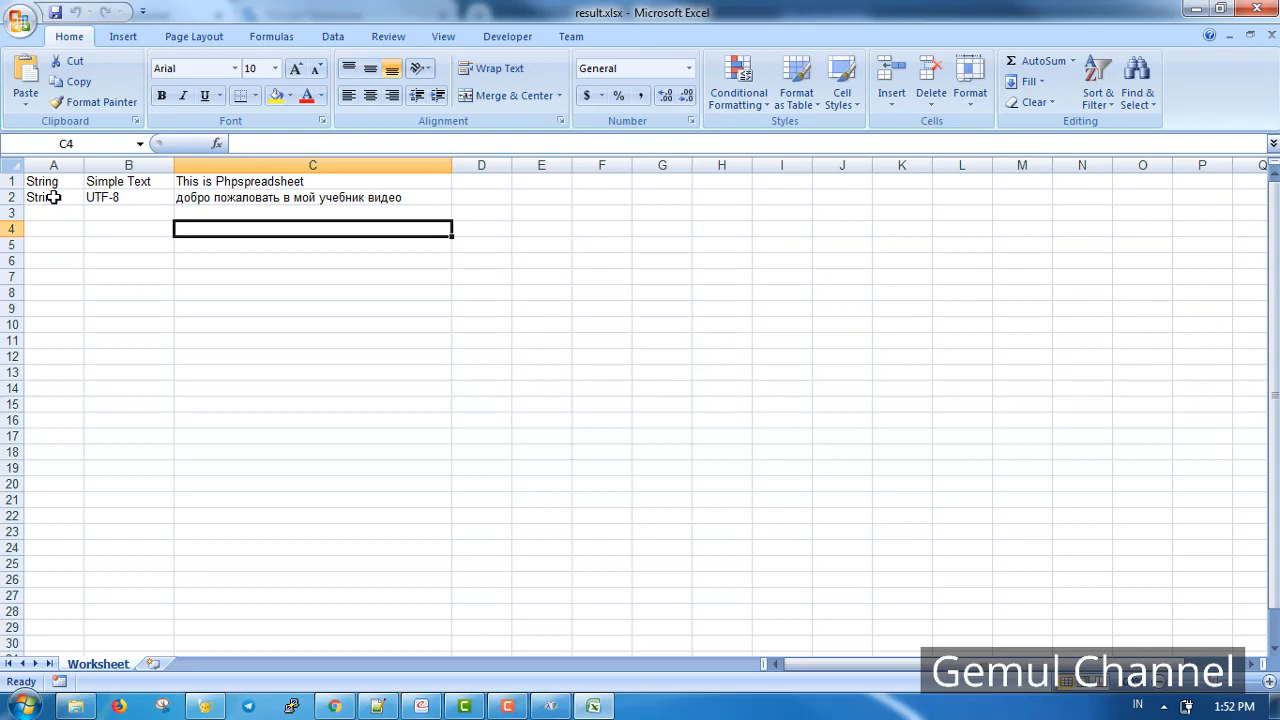 result.xlsx - Microsoft Excel
Home Insert Page Layout Formulas Data Review View Developer Team
Paste Cut Copy Format Painter Clipboard
Arial 10 Font
Wrap Text Merge & Center Alignment
General Number
Conditional Formatting Format as Table Cell Styles Styles
Insert Delete Format Cells
AutoSum Fill Clear Sort & Filter Find & Select Editing
C4 fx
A B C D E F G H I J K L M N O P Q
1 String Simple Text This is Phpspreadsheet
2 UTF-8 добро пожаловать в мой учебник видео
3
4
5
6
7
8
9
10
11
12
13
14
15
16
17
18
19
20
21
22
23
24
25
26
27
28
29
30
Worksheet
Gemul Channel
Ready
IN 1:52 PM